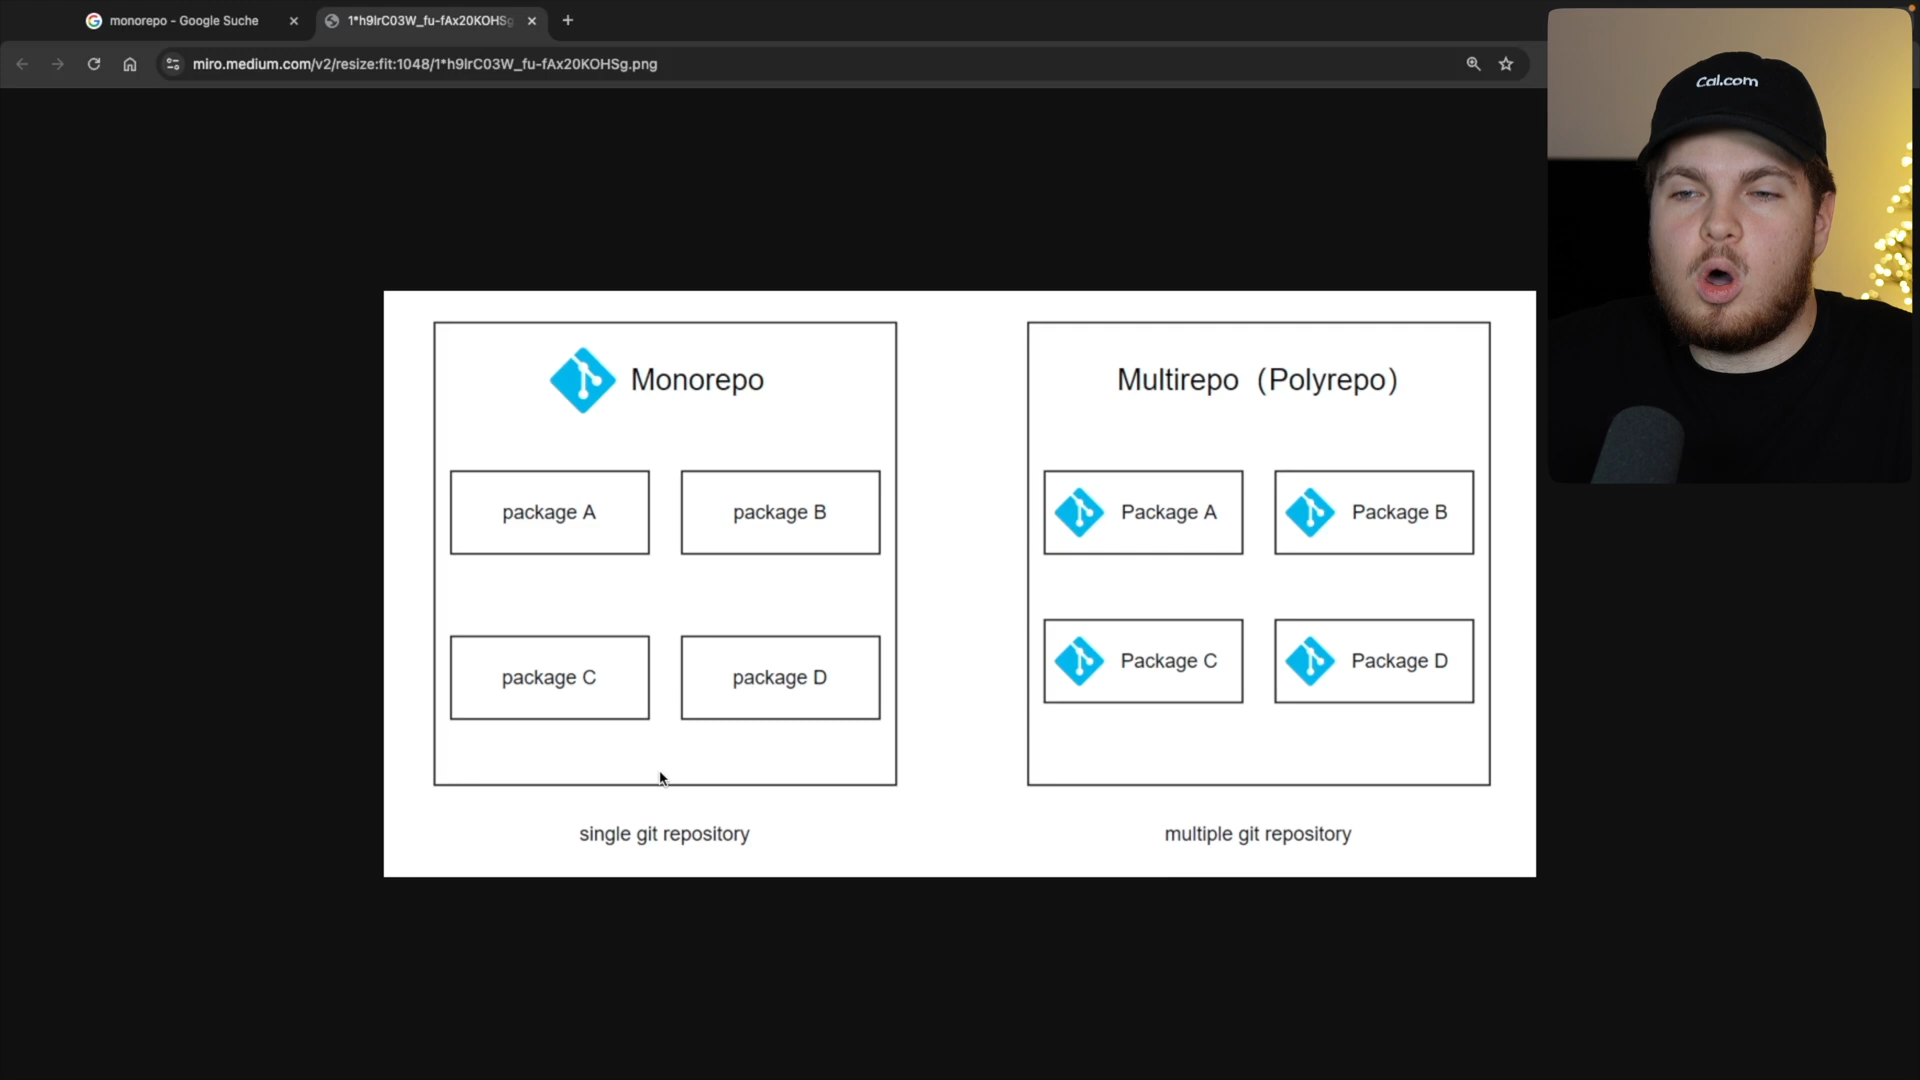 monorepo - Google Suche
1*h9lrC03W_fu-fAx20KOHSg
miro.medium.com/v2/resize:fit:1048/1*h9lrC03W_fu-fAx20KOHSg.png
Cal.com
Monorepo
package A
package B
package C
package D
single git repository
Multirepo (Polyrepo)
Package A
Package B
Package C
Package D
multiple git repository